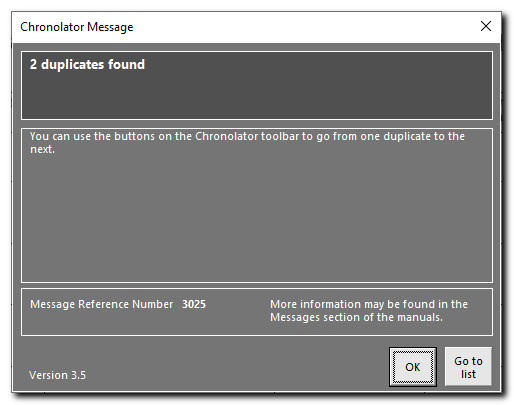 Chronolator Message
2 duplicates found
You can use the buttons on the Chronolator toolbar to go from one duplicate to the
next.
Message Reference Number 3025
More information may be found in the
Messages section of the manuals.
Version 3.5
OK
Go to
list